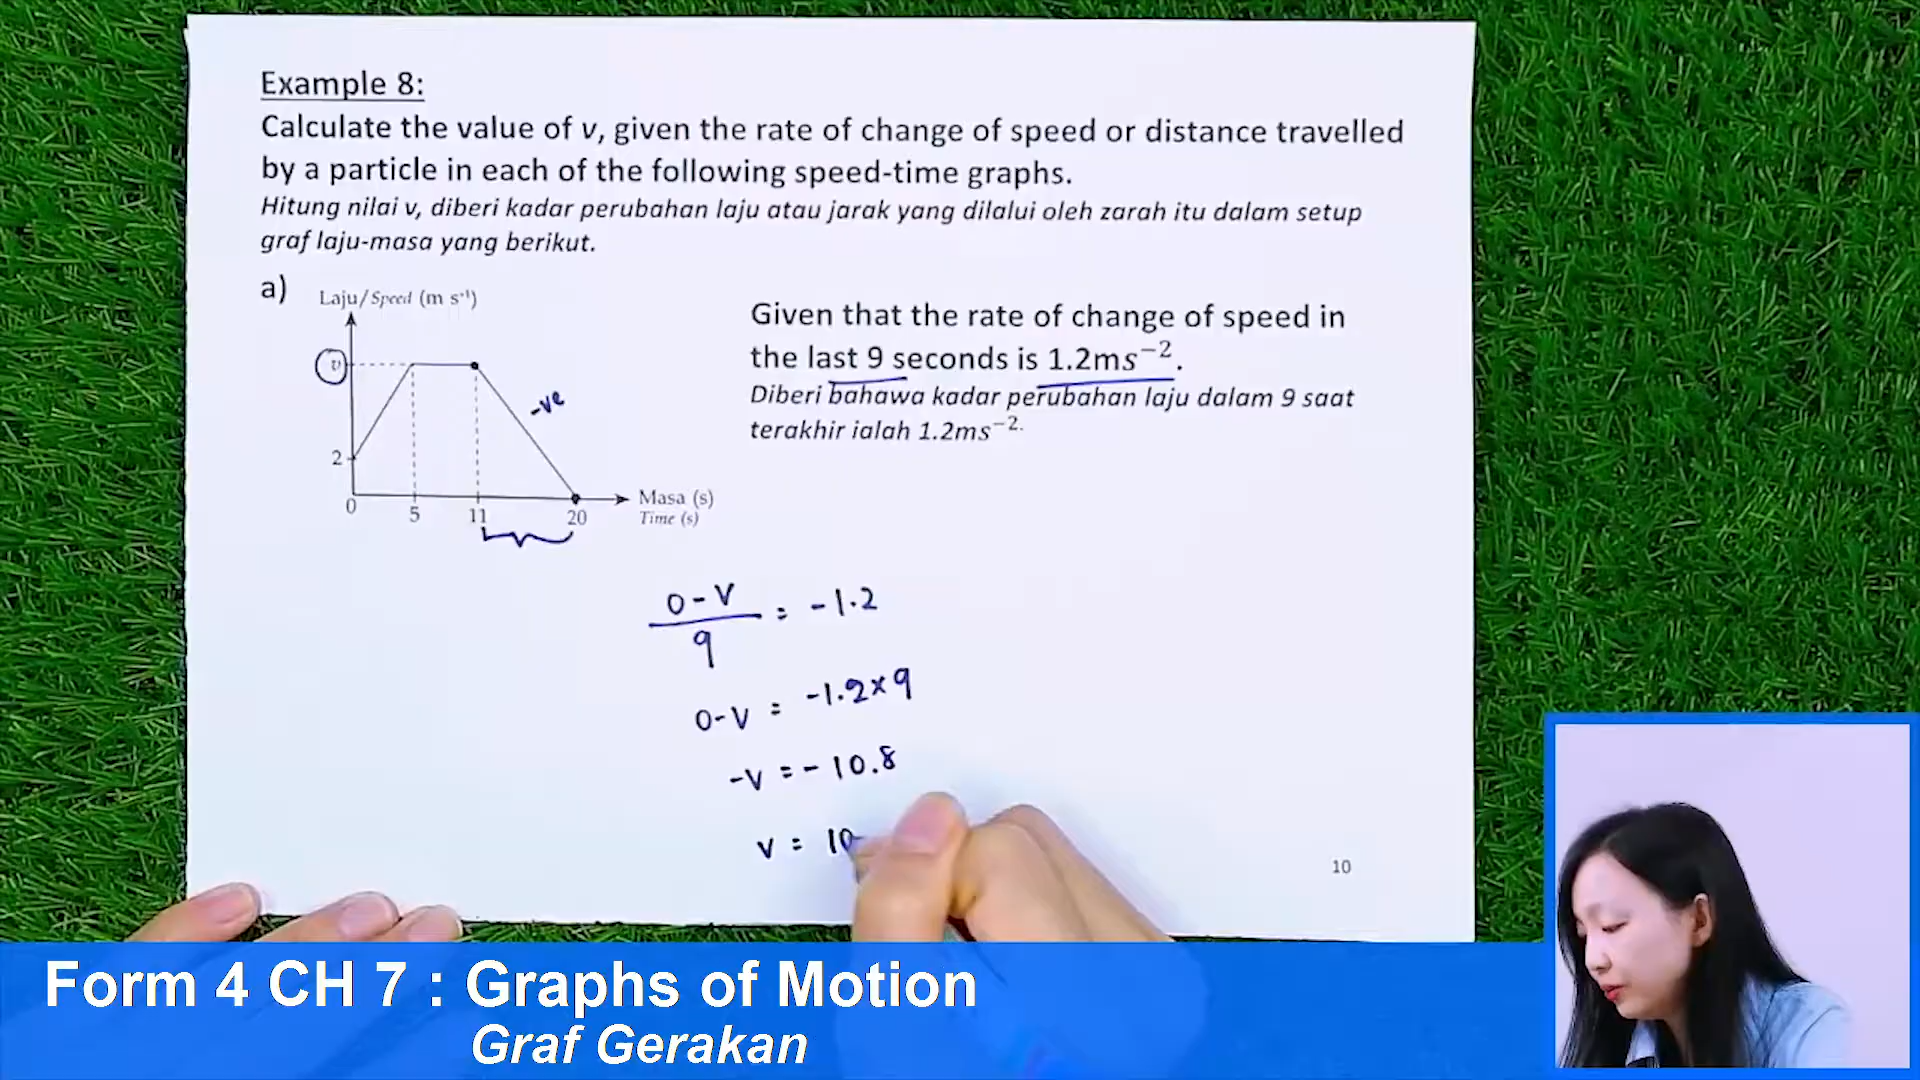 Example 8:
Calculate the value of v, given the rate of change of speed or distance travelled
by a particle in each of the following speed-time graphs.
Hitung nilai v, diberi kadar perubahan laju atau jarak yang dilalui oleh zarah itu dalam setup
graf laju-masa yang berikut.
a)
Laju/Speed (m s⁻¹)
v
-ve
2
0
5
11
20
Masa (s)
Time (s)
Given that the rate of change of speed in
the last 9 seconds is 1.2ms⁻².
Diberi bahawa kadar perubahan laju dalam 9 saat
terakhir ialah 1.2ms⁻².
0-v
9
= -1.2
0-v = -1.2×9
-v = -10.8
v = 10
10
Form 4 CH 7 : Graphs of Motion
Graf Gerakan